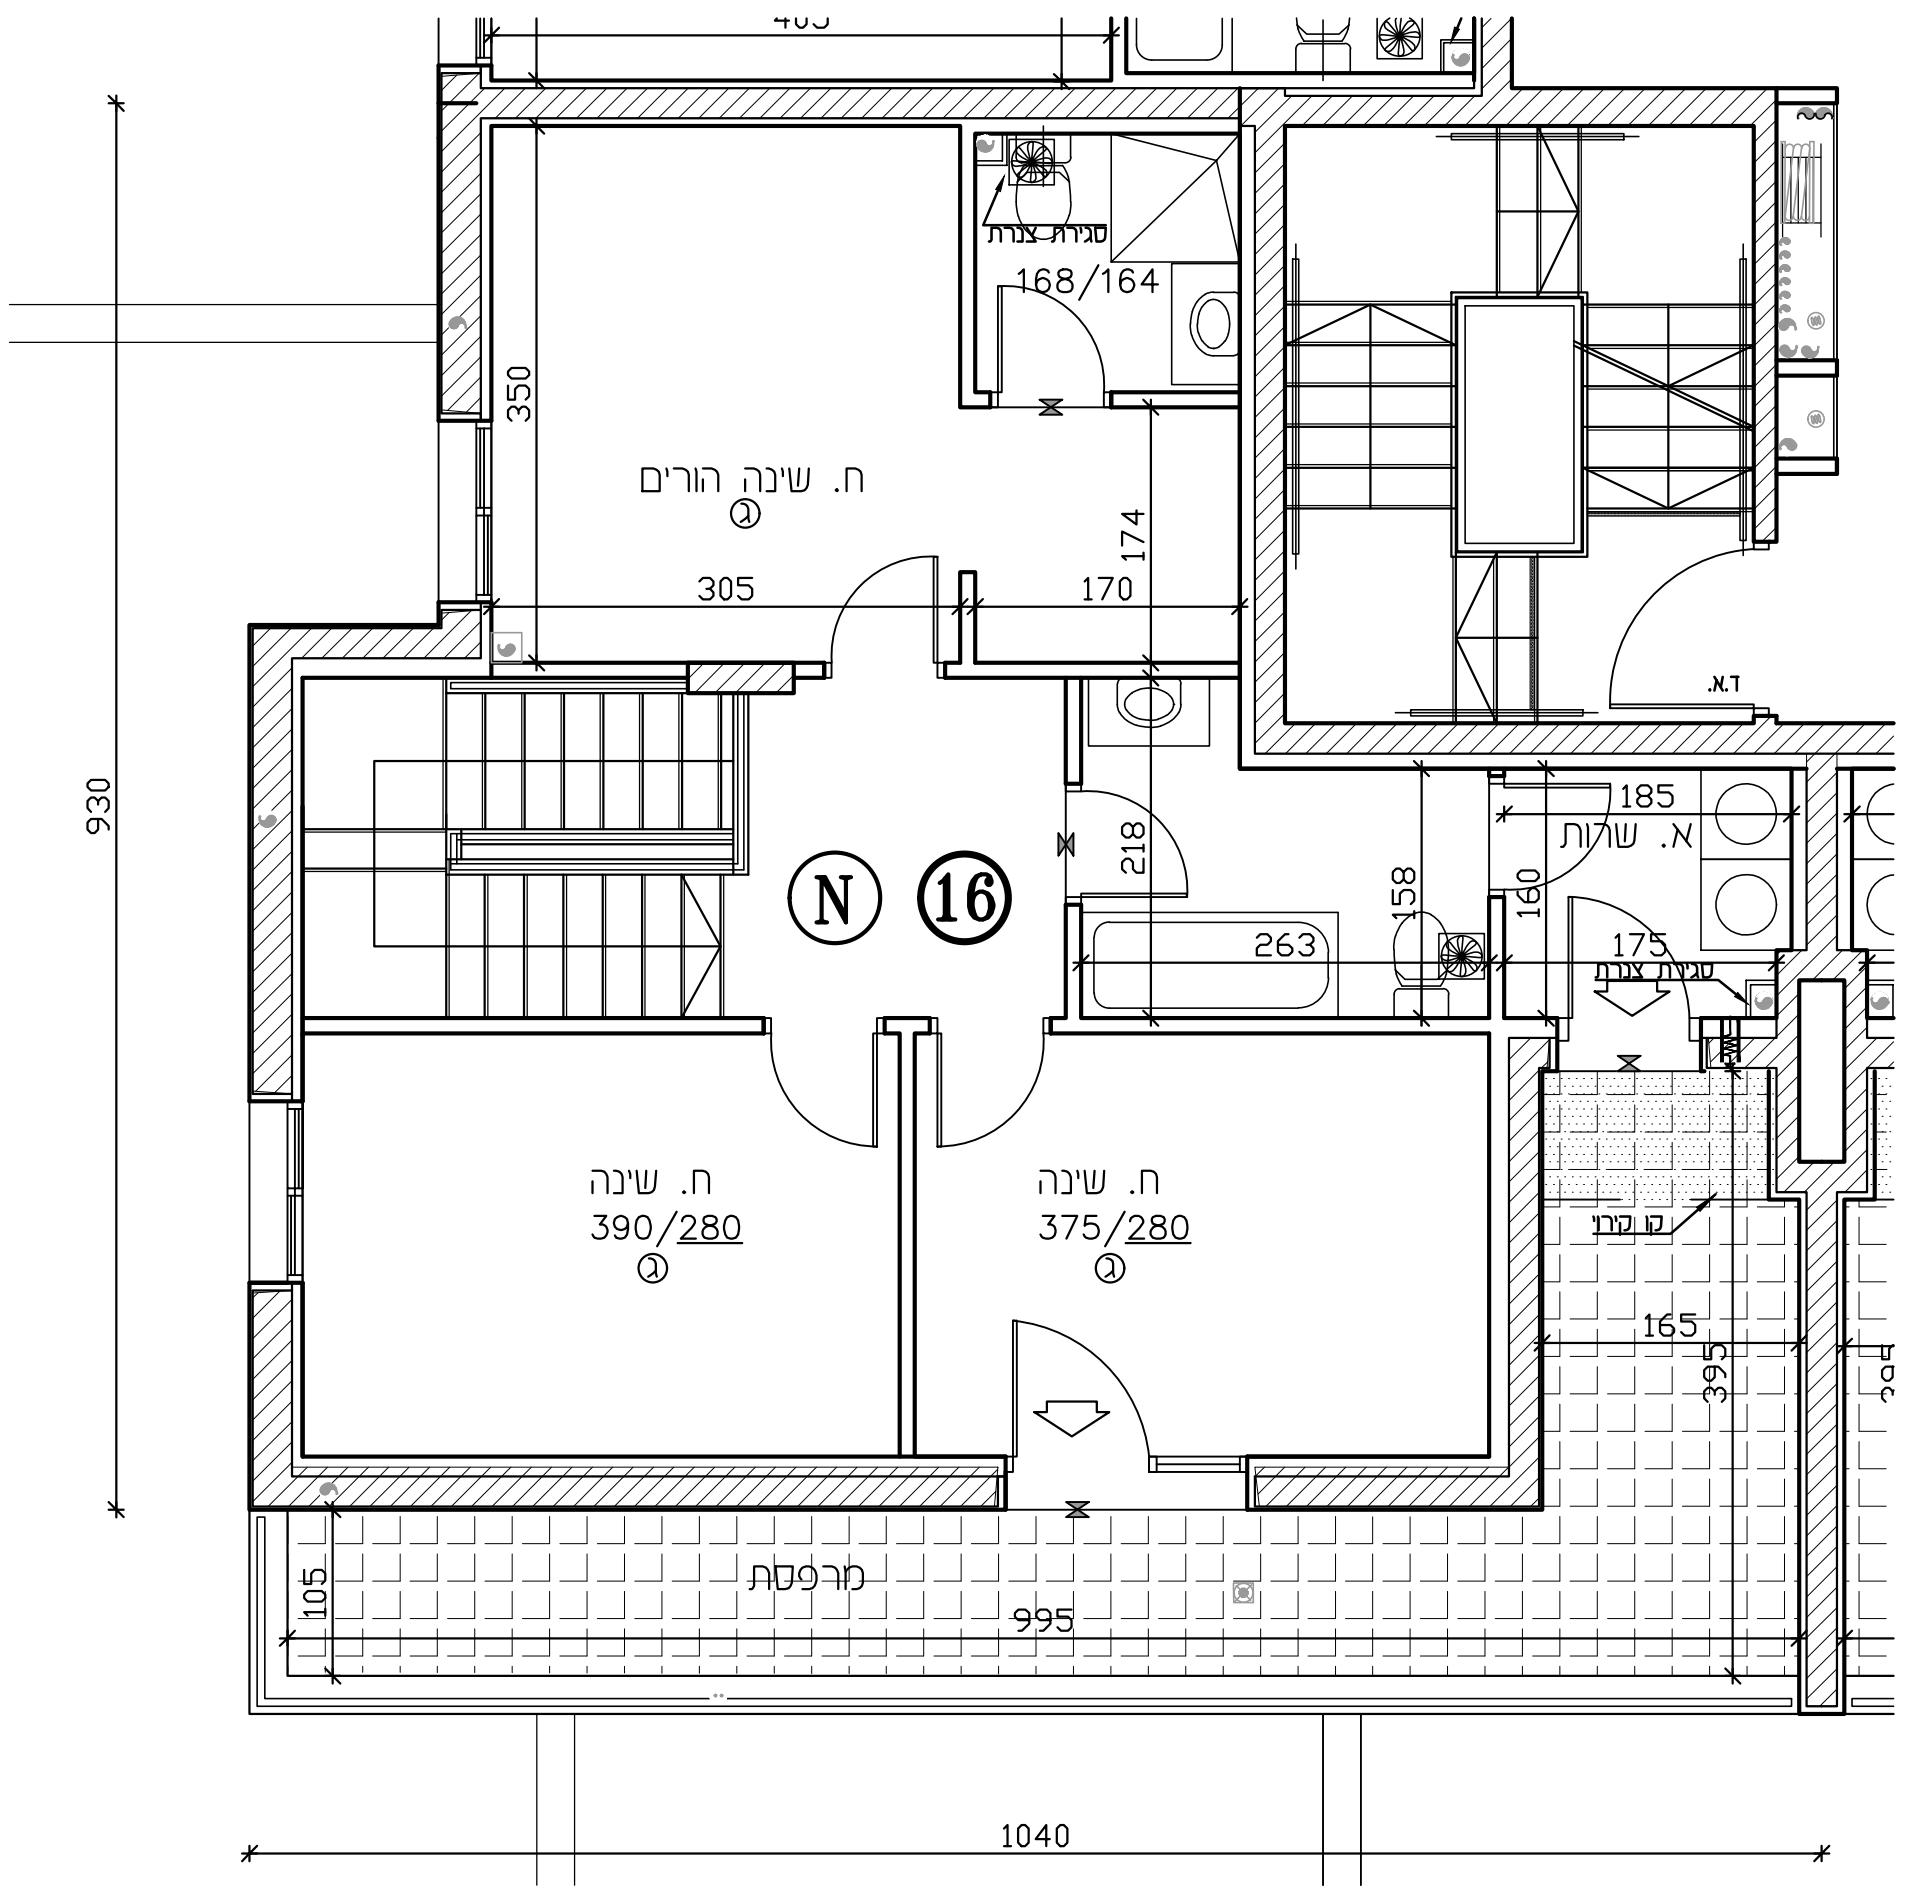 סגירת צנרת
168/164
350
ח. שינה הורים
ג
174
305
170
ד.א.
930
185
א. שרות
218
158
160
N
16
263
175
סגירת צנרת
ח. שינה
390/280
ג
ח. שינה
375/280
ג
קו קירוי
165
395
מרפסת
105
995
1040